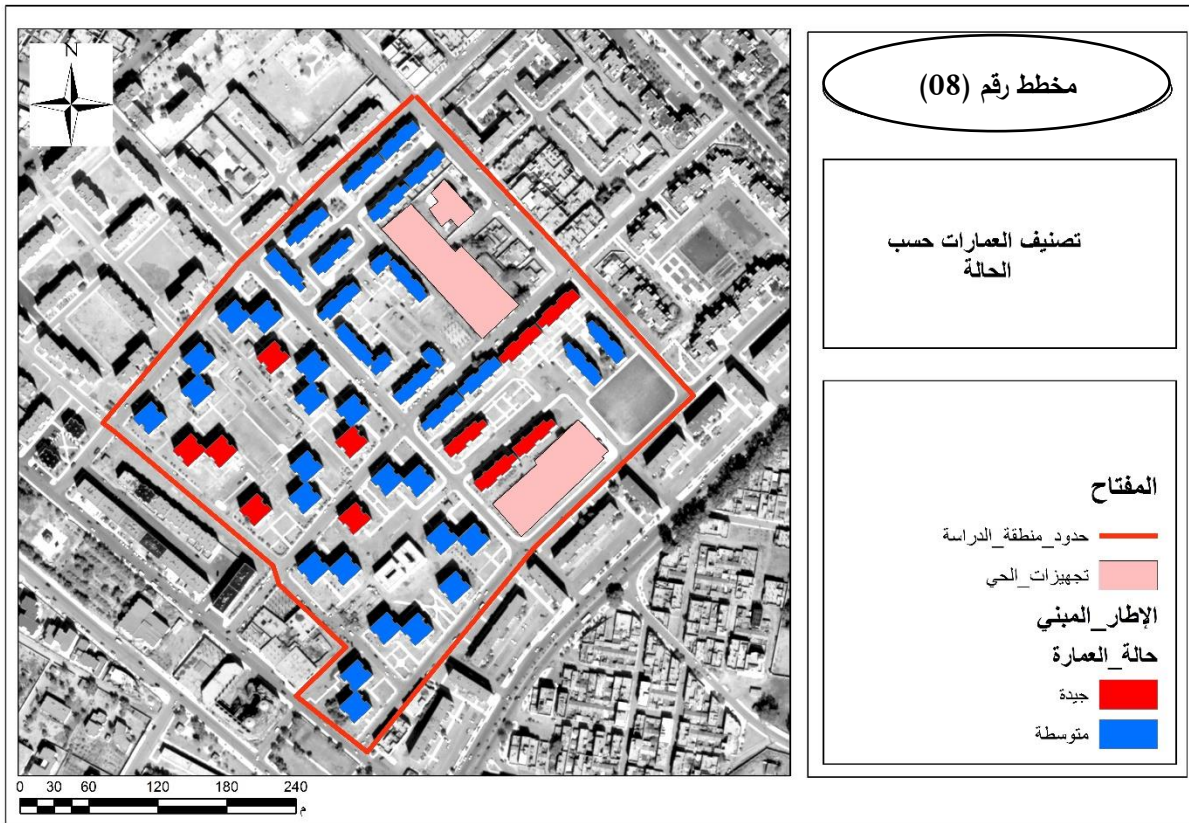 N
مخطط رقم (08)
تصنيف العمارات حسب
الحالة
المفتاح
حدود_منطقة_الدراسة
تجهيزات_الحي
الإطار_المبني
حالة_العمارة
جيدة
متوسطة
0 30 60 120 180 240
م